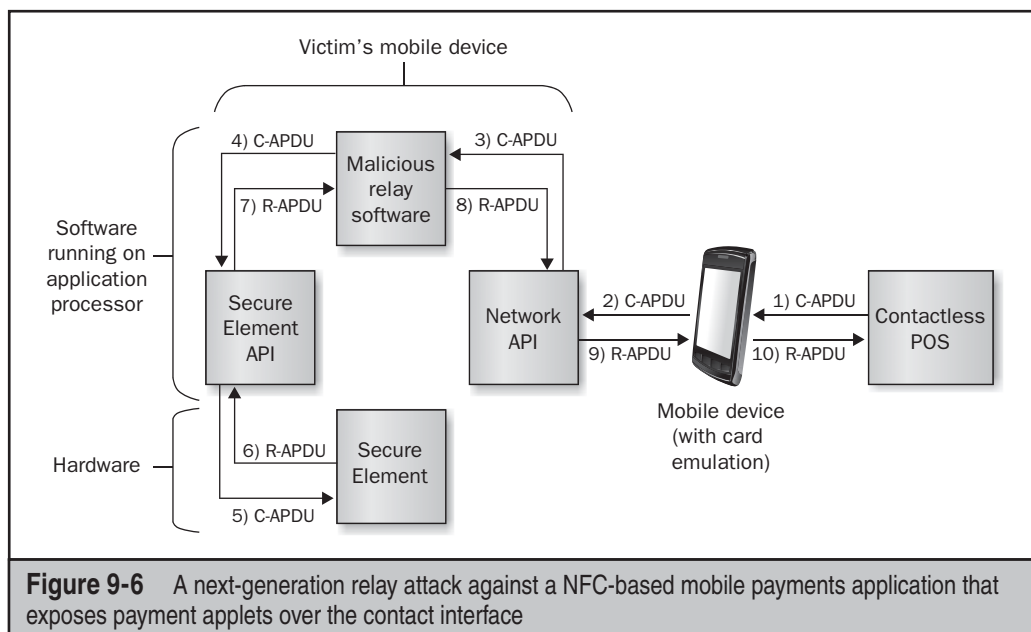 Victim's mobile device
4) C-APDU
3) C-APDU
Malicious
relay
software
7) R-APDU
8) R-APDU
Software
running on
application
processor
Secure
Element
API
Network
API
2) C-APDU
9) R-APDU
1) C-APDU
10) R-APDU
Contactless
POS
Mobile device
(with card
emulation)
Hardware
6) R-APDU
Secure
Element
5) C-APDU
Figure 9-6 A next-generation relay attack against a NFC-based mobile payments application that
exposes payment applets over the contact interface